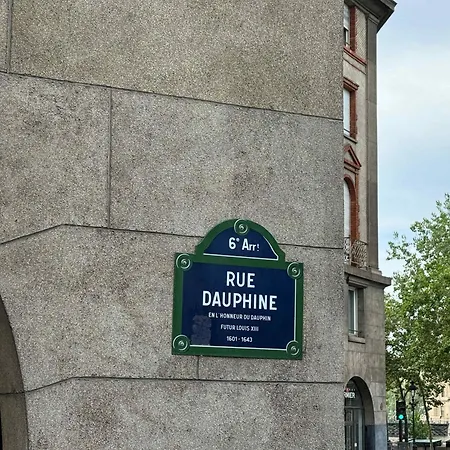 6e Arrt
RUE
DAUPHINE
EN L'HONNEUR DU DAUPHIN
FUTUR LOUIS XIII
1601 - 1643